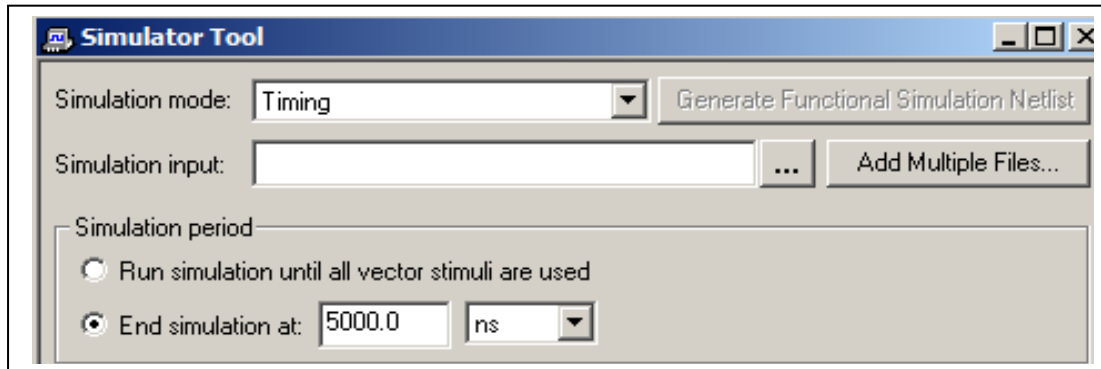 Simulator Tool
Simulation mode: Timing Generate Functional Simulation Netlist
Simulation input: ... Add Multiple Files...
Simulation period
Run simulation until all vector stimuli are used
End simulation at: 5000.0 ns